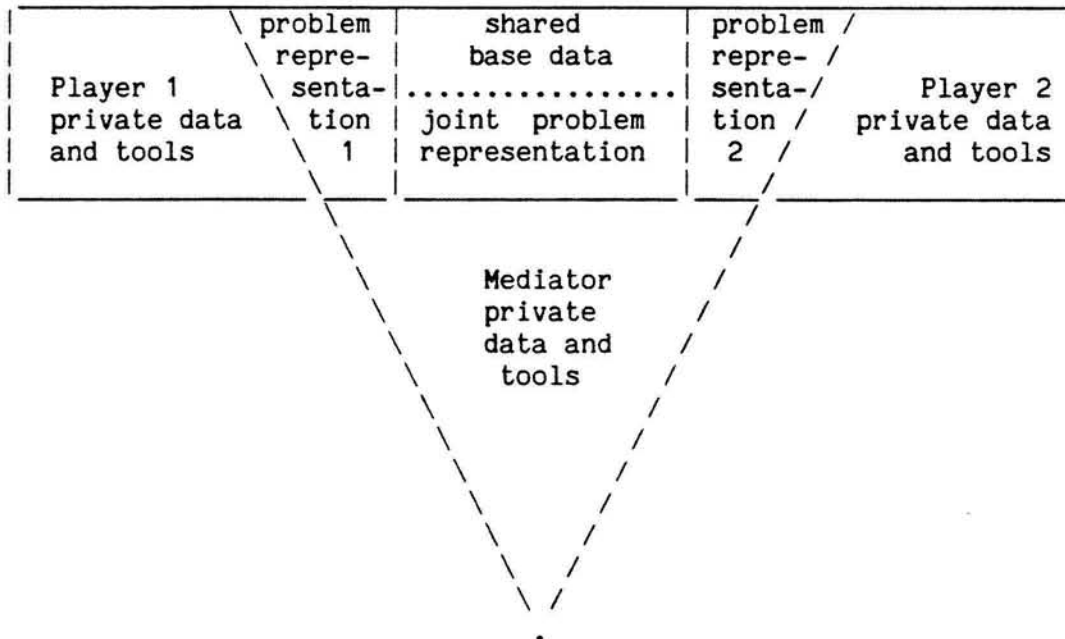 problem
repre-
senta-
tion
1
shared
base data
joint problem
representation
problem
repre-
senta-
tion
2
Player 1
private data
and tools
Player 2
private data
and tools
Mediator
private
data and
tools